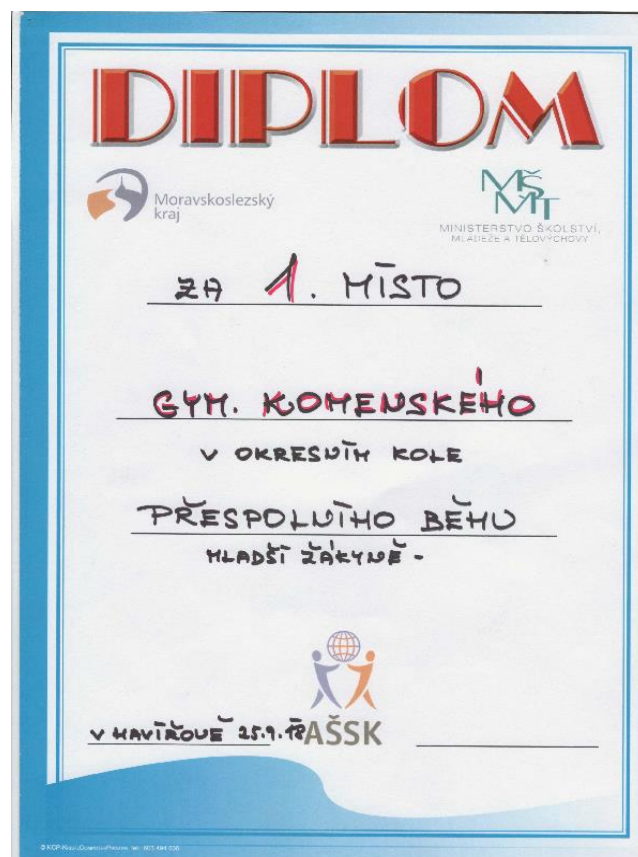 DIPLOM
Moravskoslezský
kraj
MŠMT
MINISTERSTVO ŠKOLSTVÍ,
MLÁDEŽE A TĚLOVÝCHOVY
ZA 1. MÍSTO
GYM. KOMENSKÉHO
V OKRESNÍM KOLE
PŘESPOLNÍHO BĚHU
MLADŠÍ ŽÁKYNĚ -
V HAVÍŘOVĚ 25.9.18
AŠSK